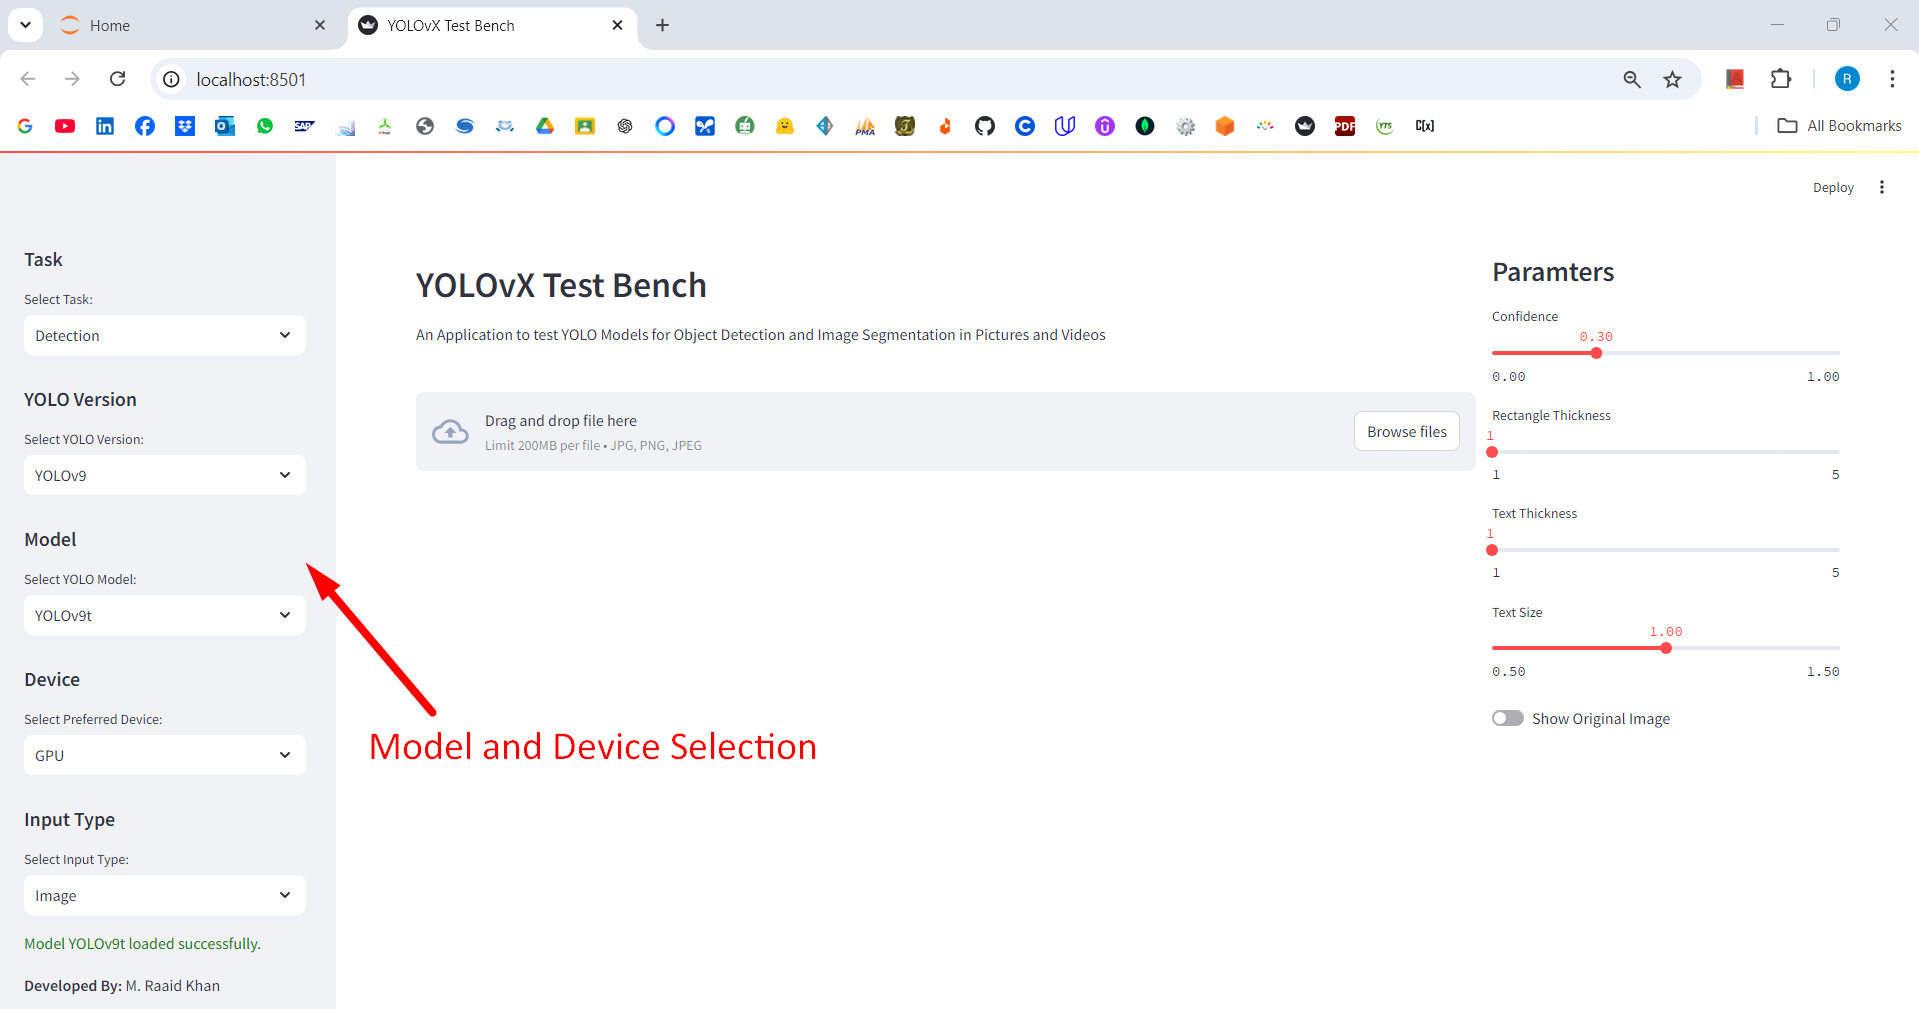 Home
YOLOvX Test Bench
localhost:8501
R
SAP
PMA
PDF
YTS
C[x]
All Bookmarks
Deploy
Task
Select Task:
Detection
YOLO Version
Select YOLO Version:
YOLOv9
Model
Select YOLO Model:
YOLOv9t
Device
Select Preferred Device:
GPU
Input Type
Select Input Type:
Image
Model YOLOv9t loaded successfully.
Developed By: M. Raaid Khan
YOLOvX Test Bench
An Application to test YOLO Models for Object Detection and Image Segmentation in Pictures and Videos
Drag and drop file here
Limit 200MB per file • JPG, PNG, JPEG
Browse files
Model and Device Selection
Paramters
Confidence
0.30
0.00 1.00
Rectangle Thickness
1
1 5
Text Thickness
1
1 5
Text Size
1.00
0.50 1.50
Show Original Image